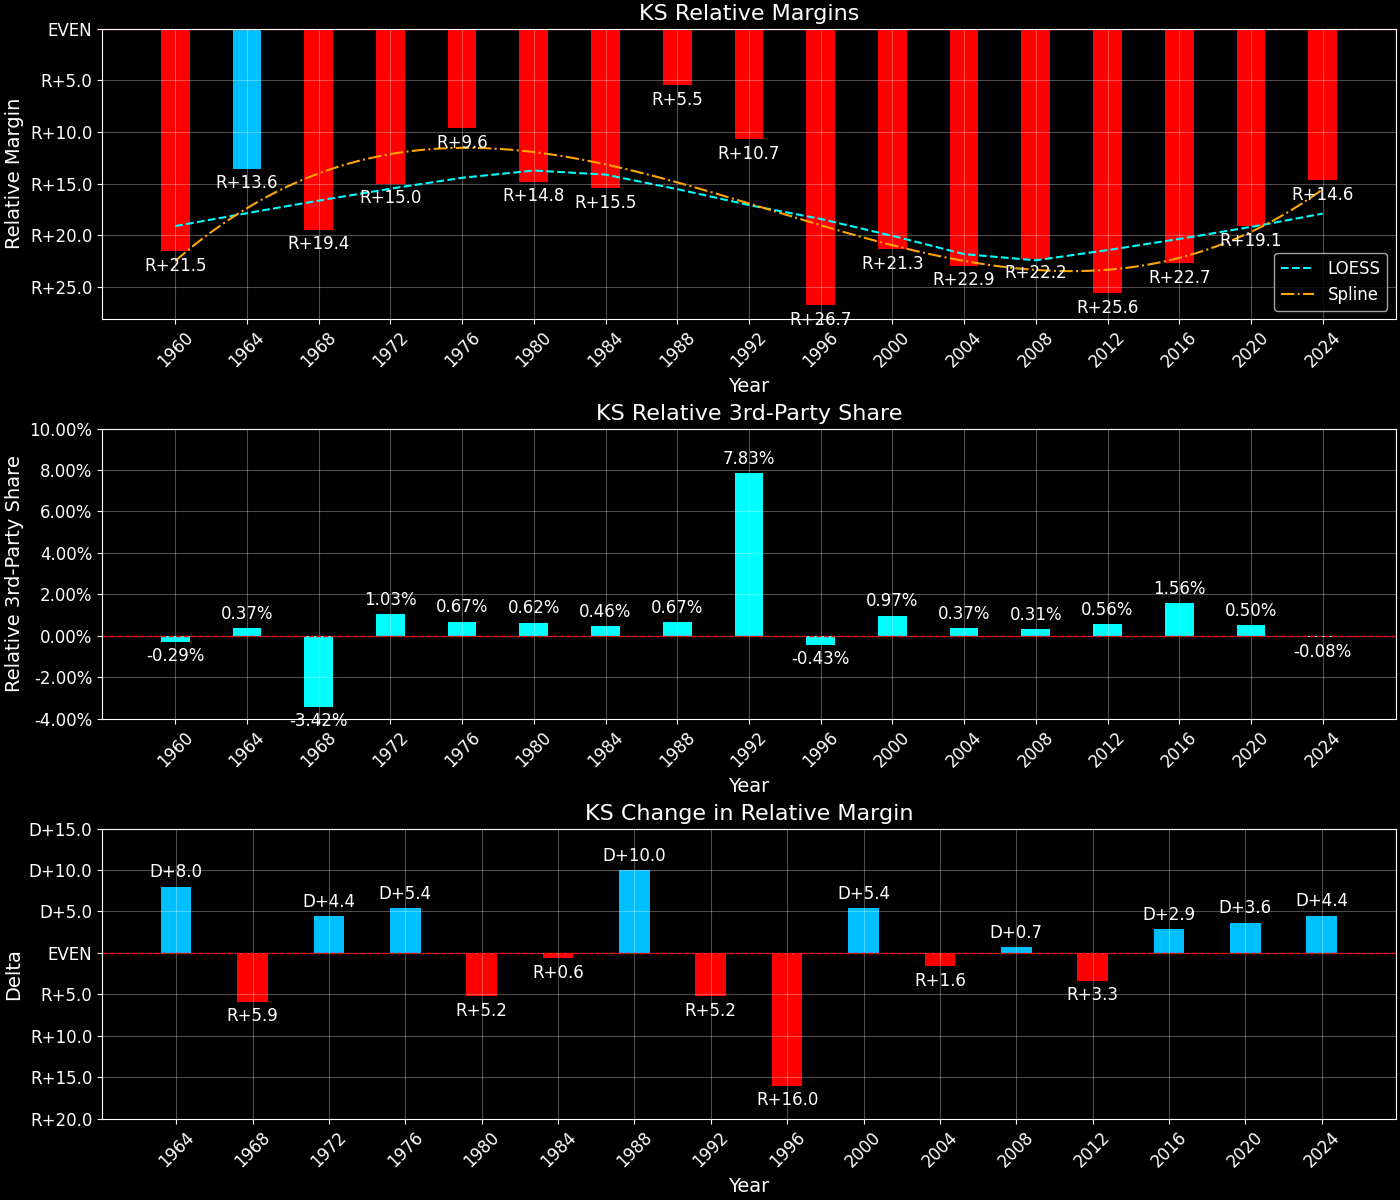 KS Relative Margins
Relative Margin
EVEN
R+5.0
R+10.0
R+15.0
R+20.0
R+25.0
R+21.5
R+13.6
R+19.4
R+15.0
R+9.6
R+14.8
R+15.5
R+5.5
R+10.7
R+26.7
R+21.3
R+22.9
R+22.2
R+25.6
R+22.7
R+19.1
R+14.6
LOESS
Spline
1960
1964
1968
1972
1976
1980
1984
1988
1992
1996
2000
2004
2008
2012
2016
2020
2024
Year
KS Relative 3rd-Party Share
Relative 3rd-Party Share
10.00%
8.00%
6.00%
4.00%
2.00%
0.00%
-2.00%
-4.00%
-0.29%
0.37%
-3.42%
1.03%
0.67%
0.62%
0.46%
0.67%
7.83%
-0.43%
0.97%
0.37%
0.31%
0.56%
1.56%
0.50%
-0.08%
1960
1964
1968
1972
1976
1980
1984
1988
1992
1996
2000
2004
2008
2012
2016
2020
2024
Year
KS Change in Relative Margin
Delta
D+15.0
D+10.0
D+5.0
EVEN
R+5.0
R+10.0
R+15.0
R+20.0
D+8.0
R+5.9
D+4.4
D+5.4
R+5.2
R+0.6
D+10.0
R+5.2
R+16.0
D+5.4
R+1.6
D+0.7
R+3.3
D+2.9
D+3.6
D+4.4
1964
1968
1972
1976
1980
1984
1988
1992
1996
2000
2004
2008
2012
2016
2020
2024
Year